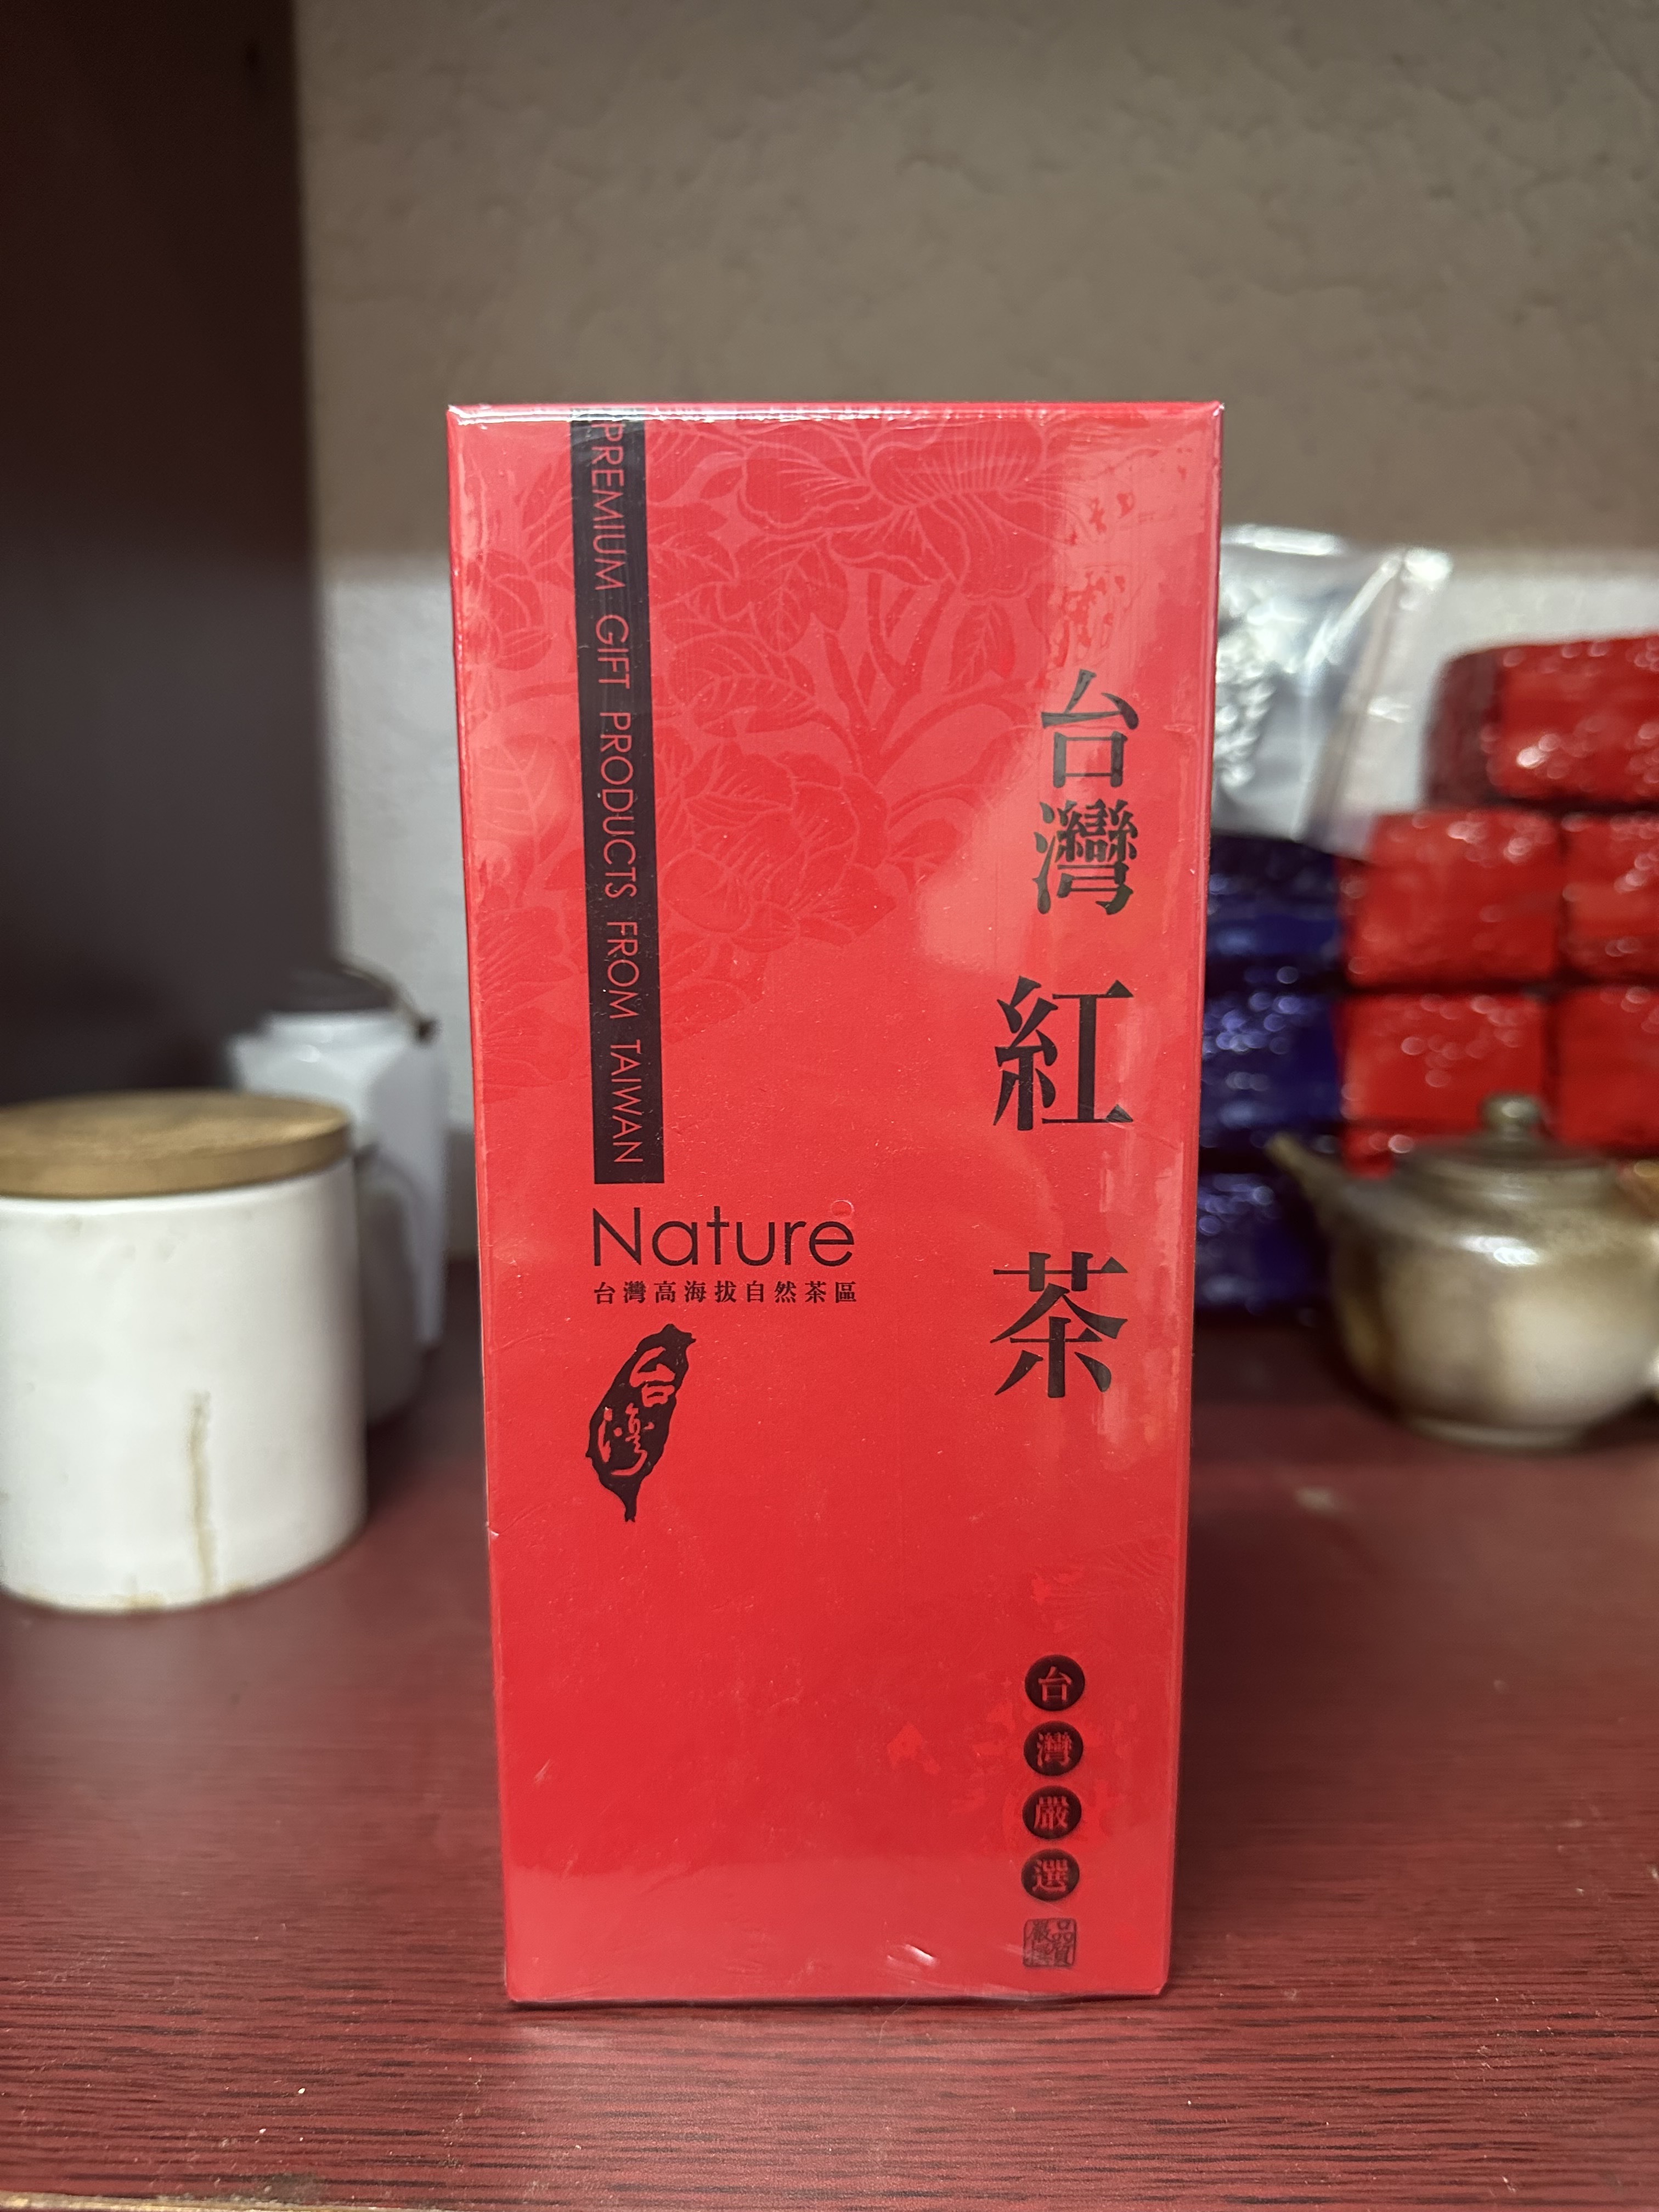 PREMIUM GIFT PRODUCTS FROM TAIWAN
Nature
台灣高海拔自然茶區
台灣
台灣
紅茶
台灣嚴選